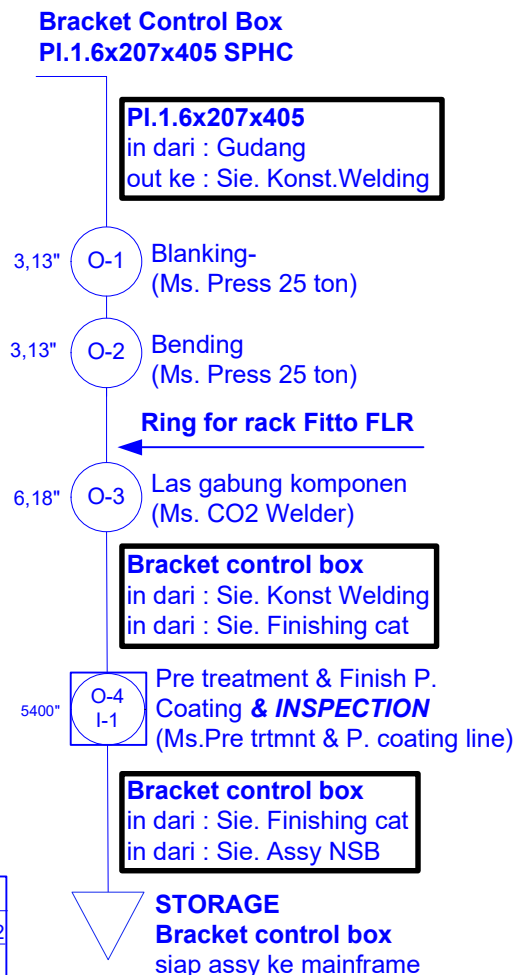 Bracket Control Box
Pl.1.6x207x405 SPHC
Pl.1.6x207x405
in dari : Gudang
out ke : Sie. Konst.Welding
3,13" O-1 Blanking-
(Ms. Press 25 ton)
3,13" O-2 Bending
(Ms. Press 25 ton)
Ring for rack Fitto FLR
6,18" O-3 Las gabung komponen
(Ms. CO2 Welder)
Bracket control box
in dari : Sie. Konst Welding
in dari : Sie. Finishing cat
Pre treatment & Finish P.
5400" O-4 Coating & INSPECTION
I-1 (Ms.Pre trtmnt & P. coating line)
Bracket control box
in dari : Sie. Finishing cat
in dari : Sie. Assy NSB
STORAGE
Bracket control box
siap assy ke mainframe